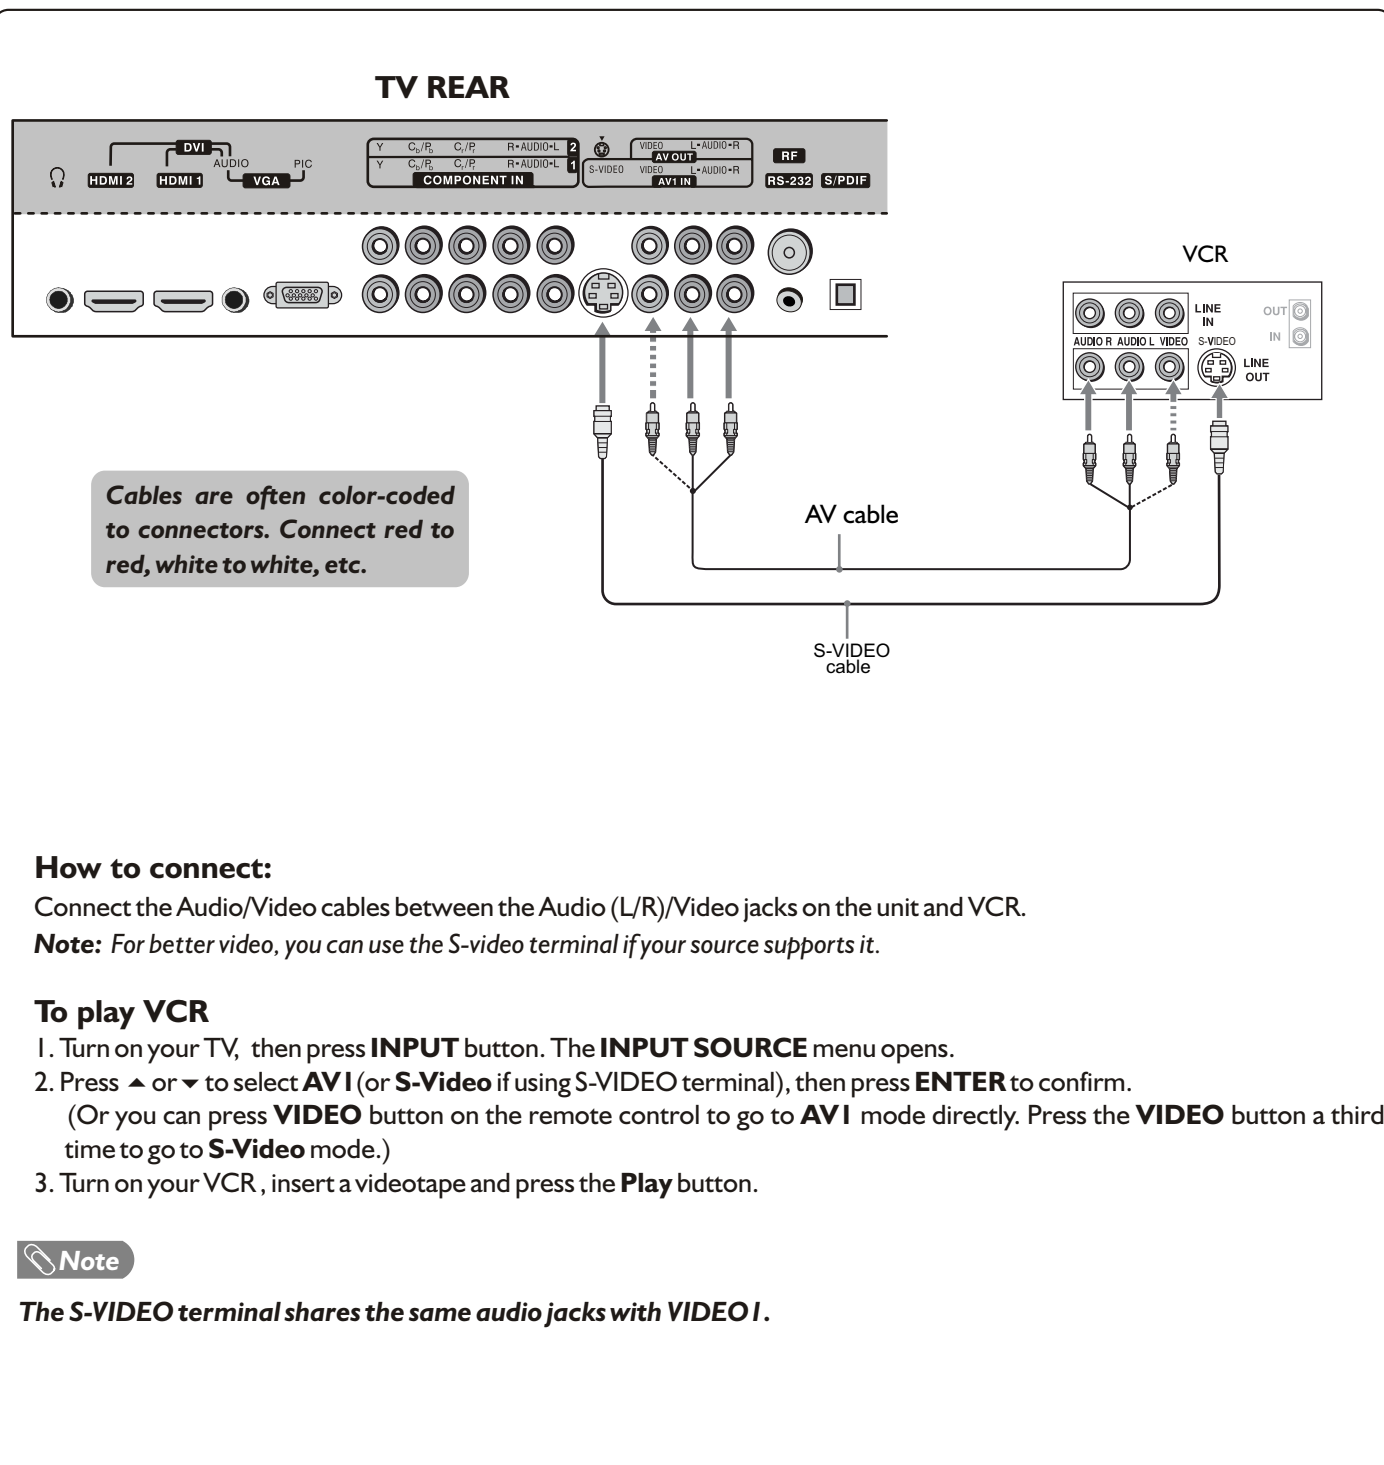 TV REAR
DVI
AUDIO
PIC
HDMI 2
HDMI 1
VGA
Y Cb/Pb Cr/Pr R▪AUDIO▪L 2
Y Cb/Pb Cr/Pr R▪AUDIO▪L 1
COMPONENT IN
S-VIDEO
VIDEO L▪AUDIO▪R
AV OUT
VIDEO L▪AUDIO▪R
AV1 IN
RF
RS-232
S/PDIF
VCR
LINE
IN
OUT
IN
AUDIO R AUDIO L VIDEO S-VIDEO
LINE
OUT
Cables are often color-coded
to connectors. Connect red to
red, white to white, etc.
AV cable
S-VIDEO
cable
How to connect:
Connect the Audio/Video cables between the Audio (L/R)/Video jacks on the unit and VCR.
Note: For better video, you can use the S-video terminal if your source supports it.
To play VCR
1. Turn on your TV, then press INPUT button. The INPUT SOURCE menu opens.
2. Press ▲ or ▼ to select AV1 (or S-Video if using S-VIDEO terminal), then press ENTER to confirm.
(Or you can press VIDEO button on the remote control to go to AV1 mode directly. Press the VIDEO button a third
time to go to S-Video mode.)
3. Turn on your VCR , insert a videotape and press the Play button.
Note
The S-VIDEO terminal shares the same audio jacks with VIDEO1.